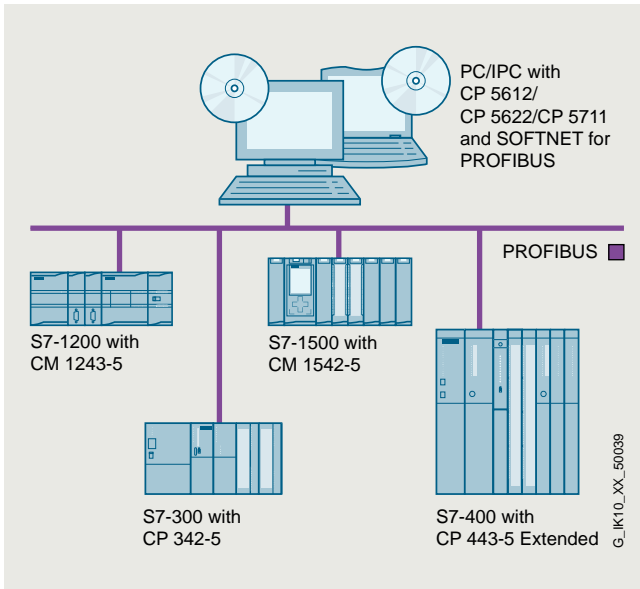 PC/IPC with
CP 5612/
CP 5622/CP 5711
and SOFTNET for
PROFIBUS
PROFIBUS
S7-1200 with
CM 1243-5
S7-1500 with
CM 1542-5
S7-300 with
CP 342-5
S7-400 with
CP 443-5 Extended
G_IK10_XX_50039